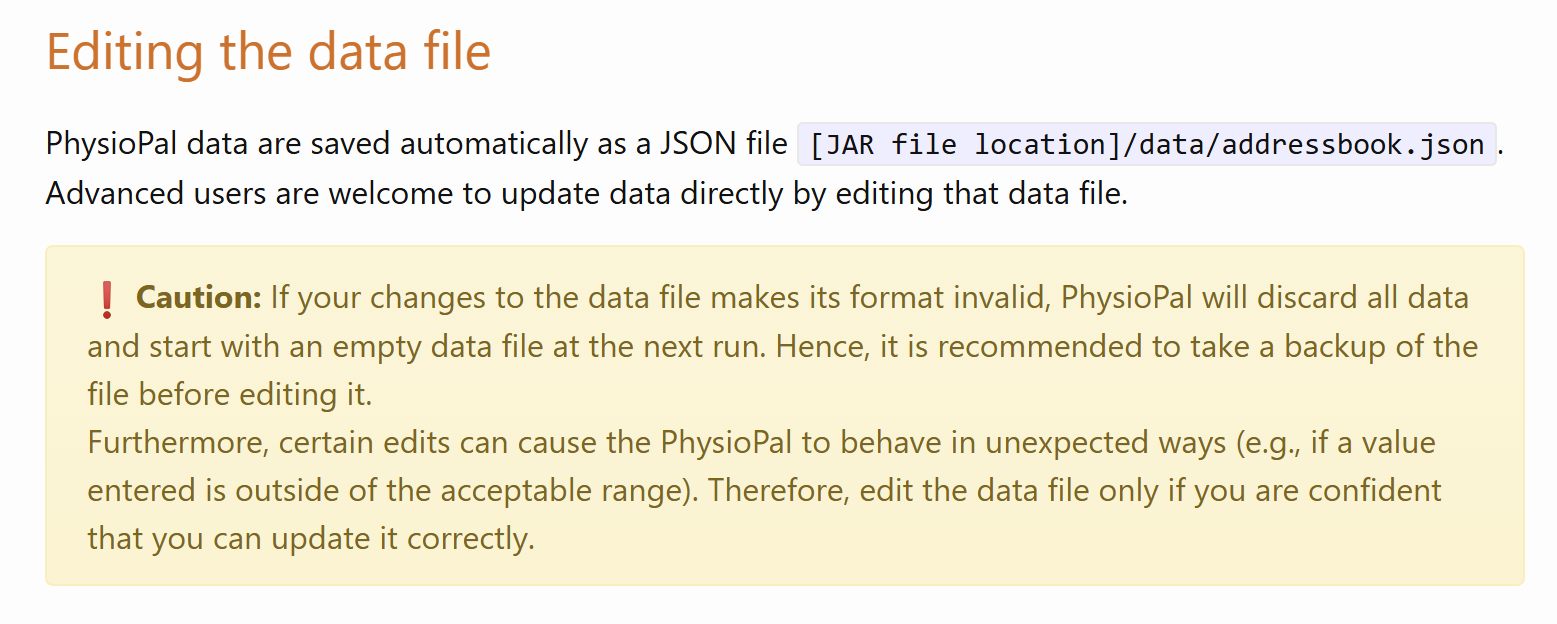 Editing the data file
PhysioPal data are saved automatically as a JSON file [JAR file location]/data/addressbook.json.
Advanced users are welcome to update data directly by editing that data file.
❗ Caution: If your changes to the data file makes its format invalid, PhysioPal will discard all data
and start with an empty data file at the next run. Hence, it is recommended to take a backup of the
file before editing it.
Furthermore, certain edits can cause the PhysioPal to behave in unexpected ways (e.g., if a value
entered is outside of the acceptable range). Therefore, edit the data file only if you are confident
that you can update it correctly.